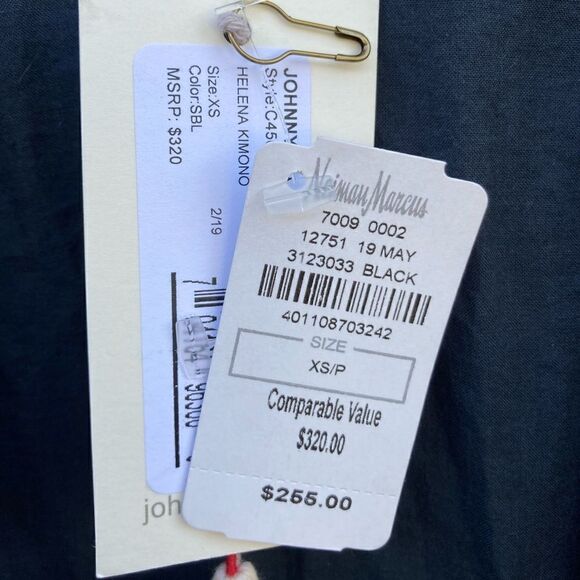 JOHNNY
Style:C45
HELENA KIMONO
Size:XS 2/19
Color:SBL
MSRP: $320
joh
Neiman Marcus
7009 0002
12751 19 MAY
3123033 BLACK
401108703242
SIZE
XS/P
Comparable Value
$320.00
$255.00